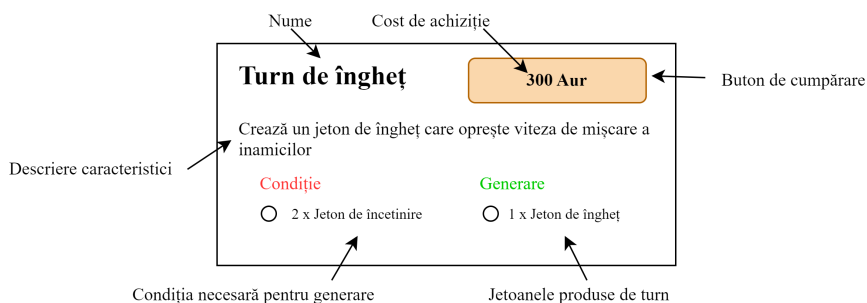 Nume
Cost de achiziție
Turn de îngheț
300 Aur
Buton de cumpărare
Crează un jeton de îngheț care oprește viteza de mișcare a
inamicilor
Descriere caracteristici
Condiție
Generare
2 x Jeton de încetinire
1 x Jeton de îngheț
Condiția necesară pentru generare
Jetoanele produse de turn